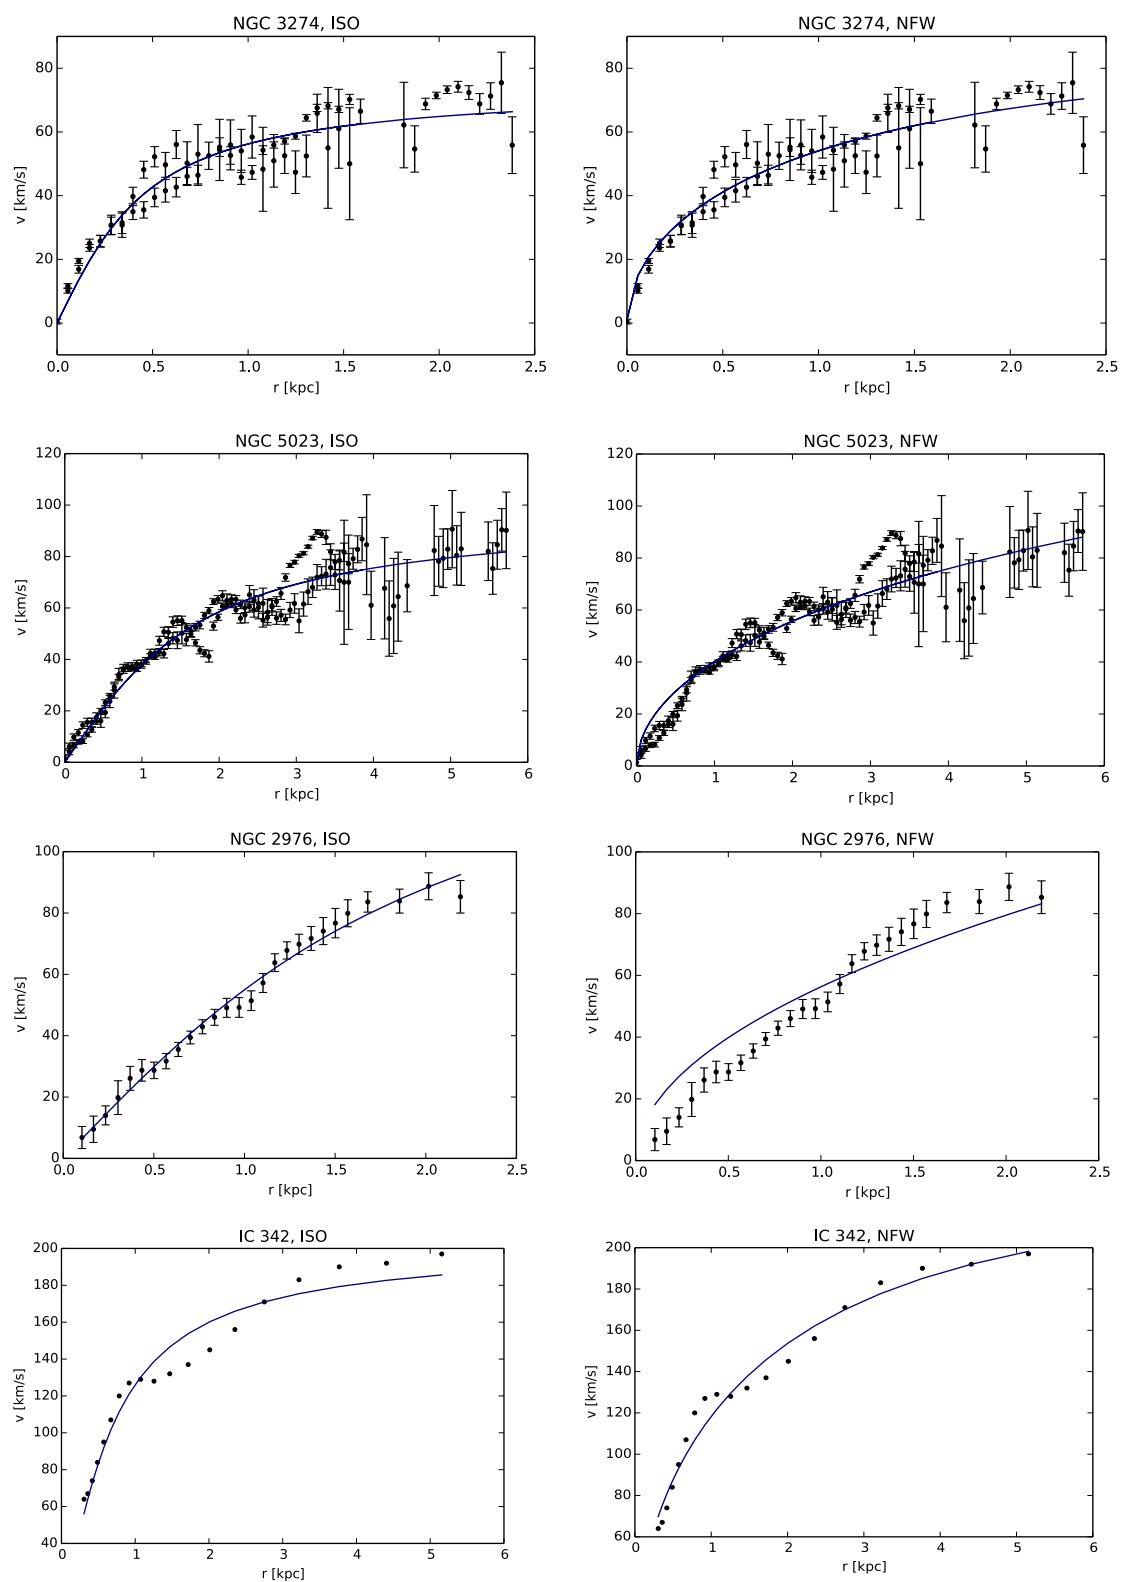 NGC 3274, ISO
v [km/s]
80
60
40
20
0
0.0 0.5 1.0 1.5 2.0 2.5
r [kpc]
NGC 3274, NFW
v [km/s]
80
60
40
20
0
0.0 0.5 1.0 1.5 2.0 2.5
r [kpc]
NGC 5023, ISO
v [km/s]
120
100
80
60
40
20
0
0 1 2 3 4 5 6
r [kpc]
NGC 5023, NFW
v [km/s]
120
100
80
60
40
20
0
0 1 2 3 4 5 6
r [kpc]
NGC 2976, ISO
v [km/s]
100
80
60
40
20
0
0.0 0.5 1.0 1.5 2.0 2.5
r [kpc]
NGC 2976, NFW
v [km/s]
100
80
60
40
20
0
0.0 0.5 1.0 1.5 2.0 2.5
r [kpc]
IC 342, ISO
v [km/s]
200
180
160
140
120
100
80
60
40
0 1 2 3 4 5 6
r [kpc]
IC 342, NFW
v [km/s]
200
180
160
140
120
100
80
60
0 1 2 3 4 5 6
r [kpc]